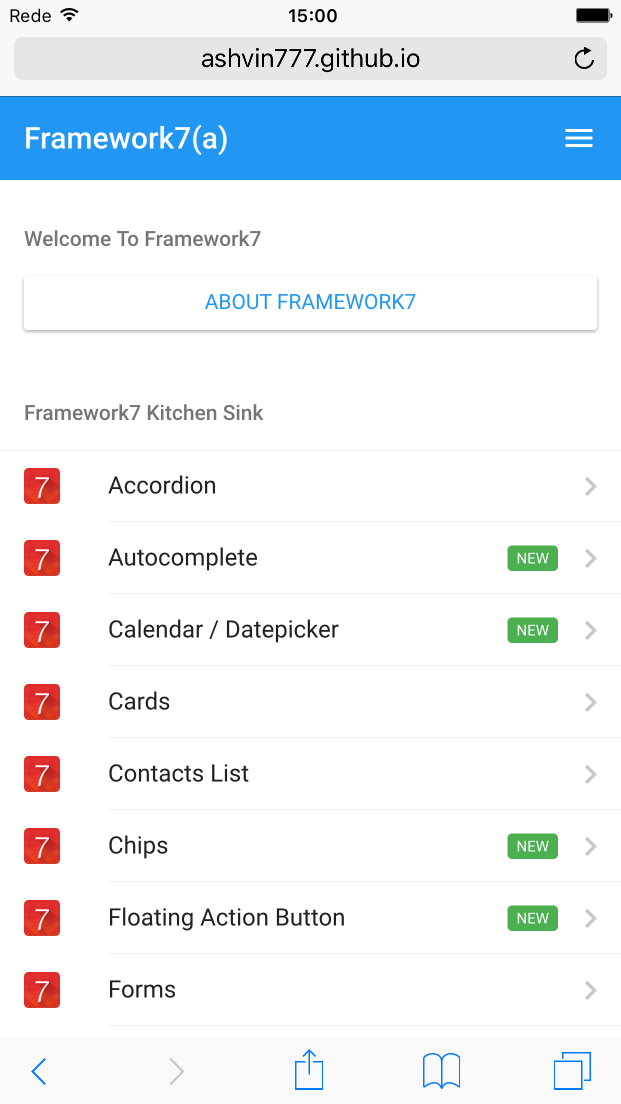 Rede 15:00
ashvin777.github.io
Framework7(a)
Welcome To Framework7
ABOUT FRAMEWORK7
Framework7 Kitchen Sink
7 Accordion
7 Autocomplete NEW
7 Calendar / Datepicker NEW
7 Cards
7 Contacts List
7 Chips NEW
7 Floating Action Button NEW
7 Forms